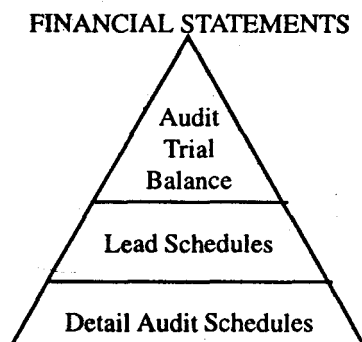 FINANCIAL STATEMENTS
Audit
Trial
Balance
Lead Schedules
Detail Audit Schedules